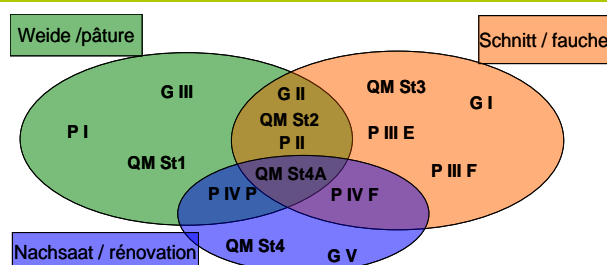 Weide /pâture
Schnitt / fauche
G III
G II
QM St3
G I
QM St2
P I
P III E
P II
QM St1
P III F
QM St4A
P IV P
P IV F
QM St4
Nachsaat / rénovation
G V